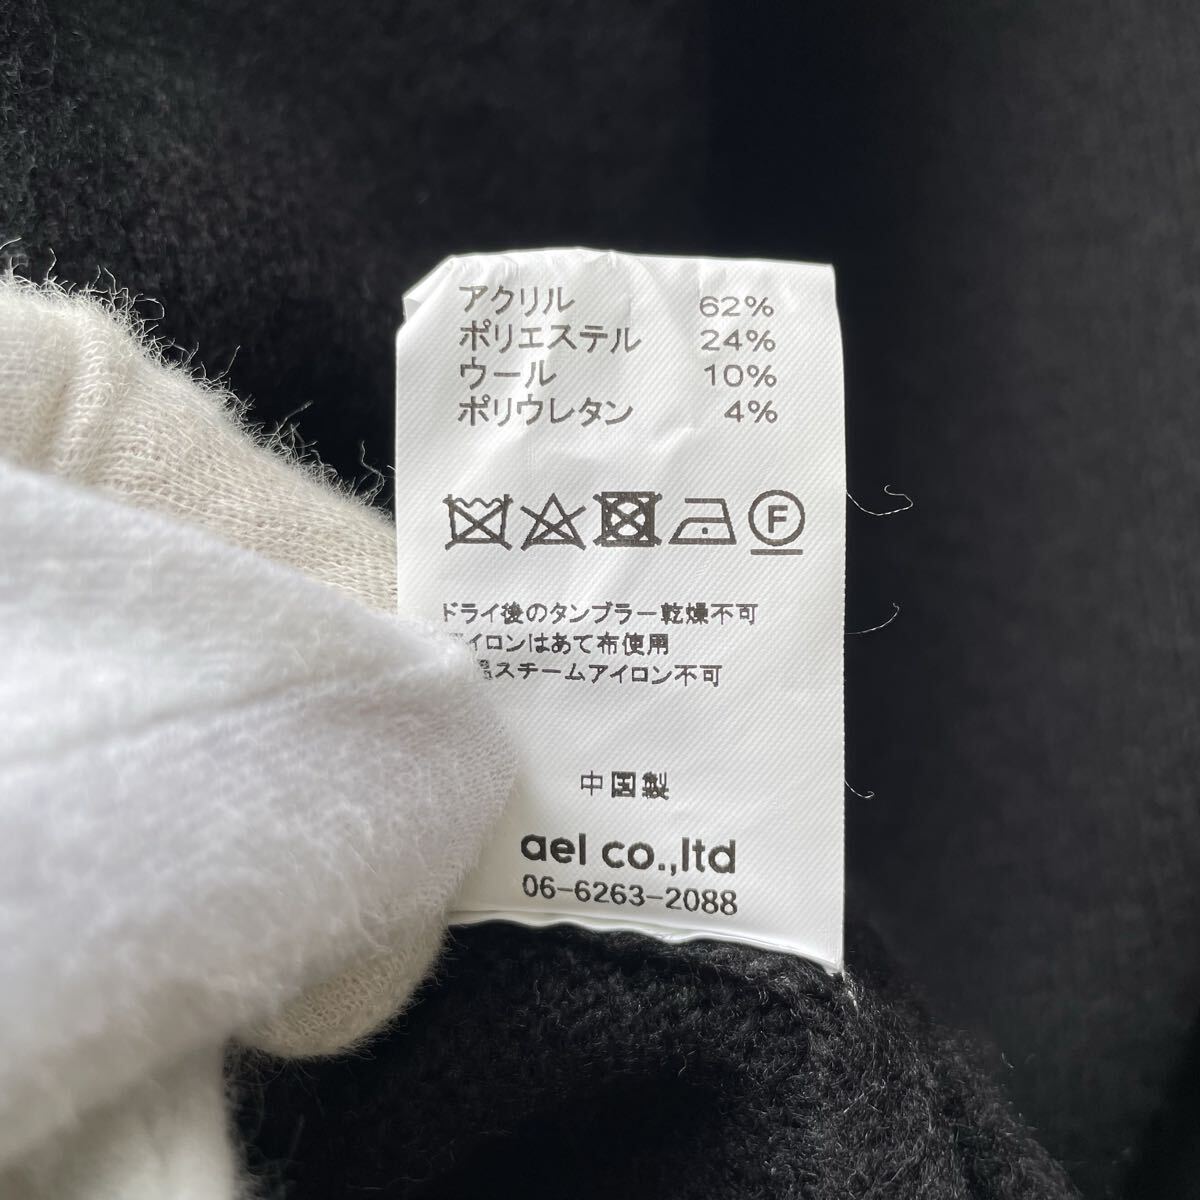 アクリル 62%
ポリエステル 24%
ウール 10%
ポリウレタン 4%
F
ドライ後のタンブラー乾燥不可
イロンはあて布使用
温スチームアイロン不可
中国製
ael co.,ltd
06-6263-2088